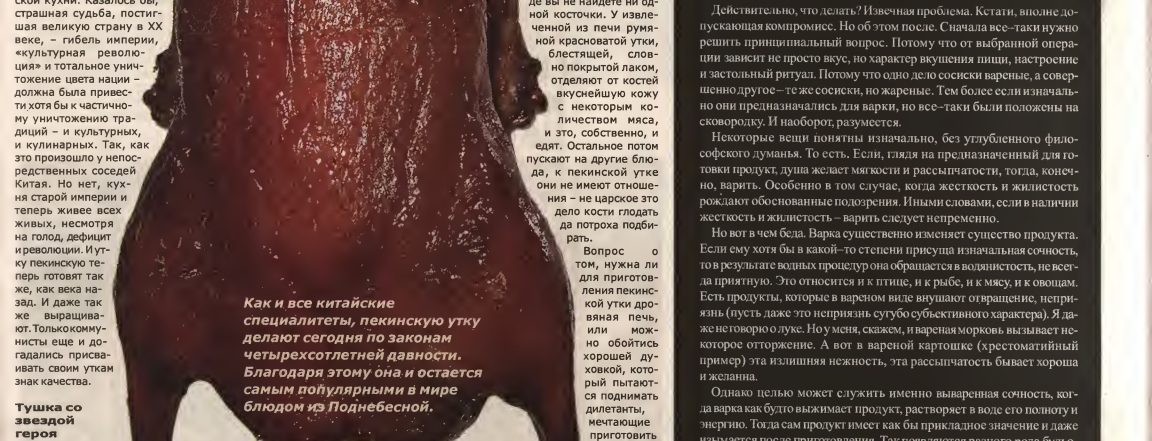 ской кухни. Казалось бы,
страшная судьба, постиг-
шая великую страну в XX
веке, – гибель империи,
«культурная револю-
ция» и тотальное унич-
тожение цвета нации –
должна была привес-
ти хотя бы к частично-
му уничтожению тра-
диций – и культурных,
и кулинарных. Так, как
это произошло у непос-
редственных соседей
Китая. Но нет, кух-
ня старой империи и
теперь живее всех
живых, несмотря
на голод, дефицит
и революции. И ут-
ку пекинскую те-
перь готовят так
же, как века на-
зад. И даже так
же выращива-
ют. Только комму-
нисты еще и до-
гадались присва-
ивать своим уткам
знак качества.
Тушка со
звездой
героя
Как и все китайские
специалитеты, пекинскую утку
делают сегодня по законам
четырехсотлетней давности.
Благодаря этому она и остается
самым популярными в мире
блюдом из Поднебесной.
де вы не найдете ни од-
ной косточки. У извле-
ченной из печи румя-
ной красноватой утки,
блестящей, слов-
но покрытой лаком,
отделяют от костей
вкуснейшую кожу
с некоторым ко-
личеством мяса,
и это, собственно, и
едят. Остальное потом
пускают на другие блю-
да, к пекинской утке
они не имеют отноше-
ния – не царское это
дело кости глодать
да потроха подби-
рать.
Вопрос о
том, нужна ли
для приготов-
ления пекинс-
кой утки дро-
вяная печь,
или мож-
но обойтись
хорошей ду-
ховкой, кото-
рый пытают-
ся поднимать
дилетанты,
мечтающие
приготовить
Действительно, что делать? Извечная проблема. Кстати, вполне до-
пускающая компромисс. Но об этом после. Сначала все–таки нужно
решить принципиальный вопрос. Потому что от выбранной опера-
ции зависит не просто вкус, но характер вкушения пищи, настроение
и застольный ритуал. Потому что одно дело сосиски вареные, а совер-
шенно другое – те же сосиски, но жареные. Тем более если изначаль-
но они предназначались для варки, но все–таки были положены на
сковородку. И наоборот, разумеется.
Некоторые вещи понятны изначально, без углубленного фило-
софского думанья. То есть. Если, глядя на предназначенный для го-
товки продукт, душа желает мягкости и рассыпчатости, тогда, конеч-
но, варить. Особенно в том случае, когда жесткость и жилистость
рождают обоснованные подозрения. Иными словами, если в наличии
жесткость и жилистость – варить следует непременно.
Но вот в чем беда. Варка существенно изменяет существо продукта.
Если ему хотя бы в какой–то степени присуща изначальная сочность,
то в результате водных процедур она обращается в водянистость, не всег-
да приятную. Это относится и к птице, и к рыбе, и к мясу, и к овощам.
Есть продукты, которые в вареном виде внушают отвращение, непри-
язнь (пусть даже это неприязнь сугубо субъективного характера). Я да-
же не говорю о луке. Но у меня, скажем, и вареная морковь вызывает не-
которое отторжение. А вот в вареной картошке (хрестоматийный
пример) эта излишняя нежность, эта рассыпчатость бывает хороша
и желанна.
Однако целью может служить именно вываренная сочность, ког-
да варка как будто выжимает продукт, растворяет в воде его полноту и
энергию. Тогда сам продукт имеет как бы прикладное значение и даже